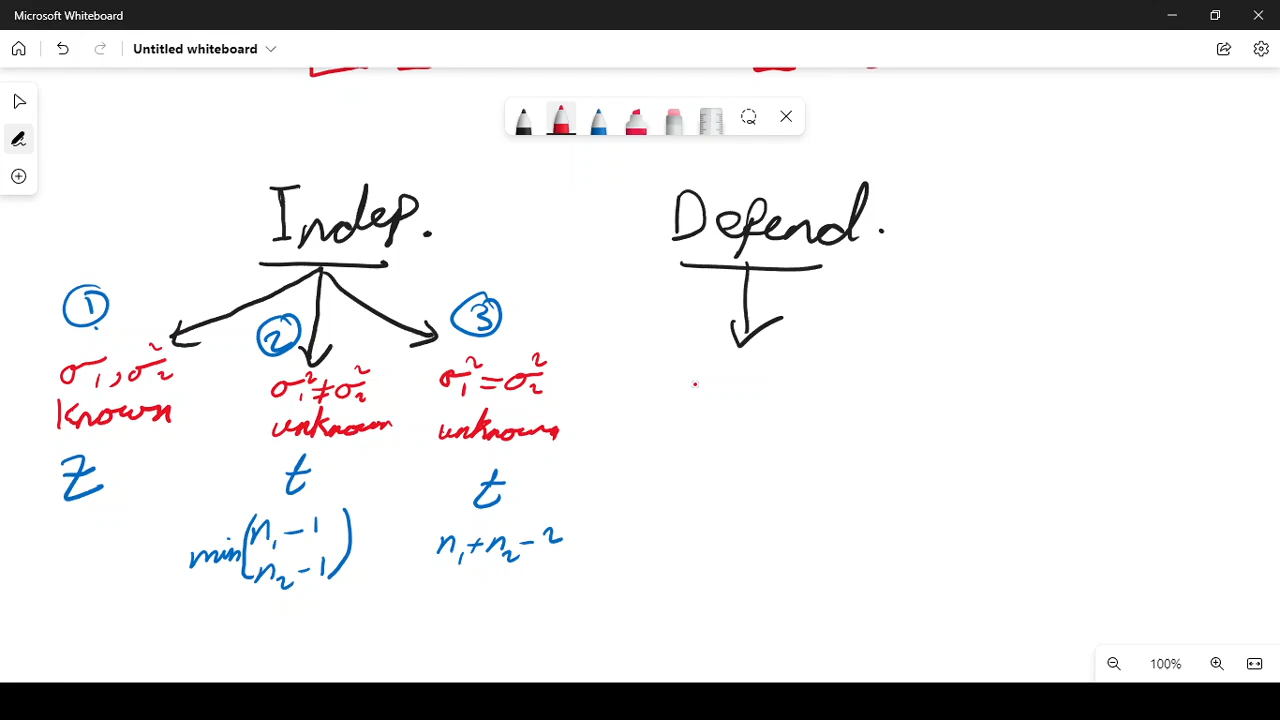 Microsoft Whiteboard
Untitled whiteboard
Indep.
Depend.
①
②
③
σ₁, σ₂²
known
σ₁² ≠ σ₂²
unknown
σ₁² = σ₂²
unknown
Z
t
t
min(n₁ - 1
n₂ - 1)
n₁ + n₂ - 2
100%